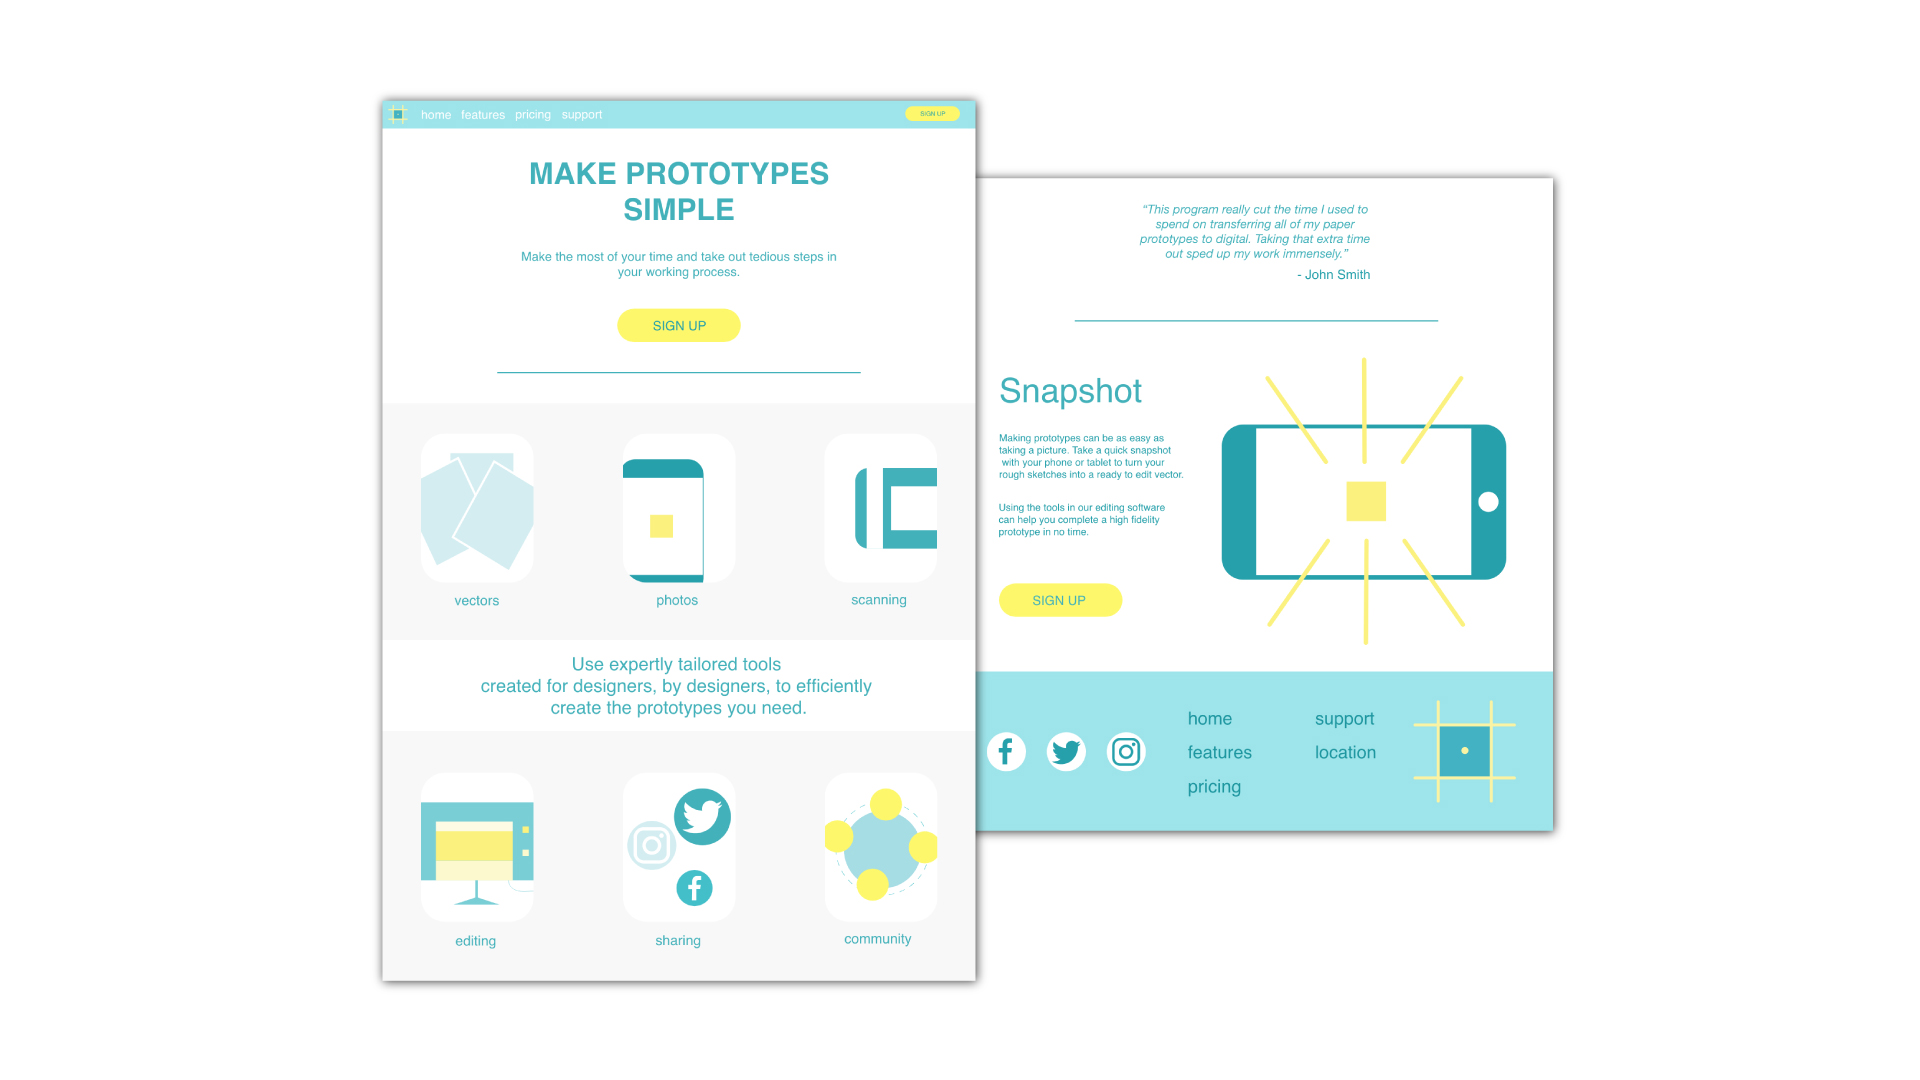 home features pricing support
SIGN UP
MAKE PROTOTYPES
SIMPLE
Make the most of your time and take out tedious steps in
your working process.
SIGN UP
vectors
photos
scanning
Use expertly tailored tools
created for designers, by designers, to efficiently
create the prototypes you need.
editing
sharing
community
“This program really cut the time I used to
spend on transferring all of my paper
prototypes to digital. Taking that extra time
out sped up my work immensely.”
- John Smith
Snapshot
Making prototypes can be as easy as
taking a picture. Take a quick snapshot
with your phone or tablet to turn your
rough sketches into a ready to edit vector.
Using the tools in our editing software
can help you complete a high fidelity
prototype in no time.
SIGN UP
home
features
pricing
support
location